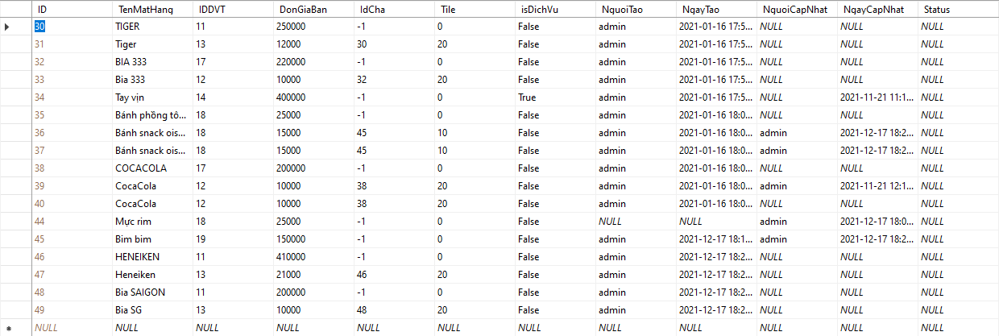 ID TenMatHang IDDVT DonGiaBan IdCha Tile isDichVu NguoiTao NgayTao NguoiCapNhat NgayCapNhat Status
30 TIGER 11 250000 -1 0 False admin 2021-01-16 17:5... NULL NULL NULL
31 Tiger 13 12000 30 20 False admin 2021-01-16 17:5... NULL NULL NULL
32 BIA 333 17 220000 -1 0 False admin 2021-01-16 17:5... NULL NULL NULL
33 Bia 333 12 10000 32 20 False admin 2021-01-16 17:5... NULL NULL NULL
34 Tay vịn 14 400000 -1 0 True admin 2021-01-16 17:5... NULL 2021-11-21 11:1... NULL
35 Bánh phồng tô... 18 25000 -1 0 False admin 2021-01-16 18:0... NULL NULL NULL
36 Bánh snack ois... 18 15000 45 10 False admin 2021-01-16 18:0... admin 2021-12-17 18:2... NULL
37 Bánh snack ois... 18 15000 45 10 False admin 2021-01-16 18:0... admin 2021-12-17 18:2... NULL
38 COCACOLA 17 200000 -1 0 False admin 2021-01-16 18:0... NULL NULL NULL
39 CocaCola 12 10000 38 20 False admin 2021-01-16 18:0... admin 2021-11-21 12:1... NULL
40 CocaCola 12 10000 38 20 False admin 2021-01-16 18:0... NULL NULL NULL
44 Mực rim 18 25000 -1 0 False NULL NULL admin 2021-12-17 18:0... NULL
45 Bim bim 19 150000 -1 0 False admin 2021-12-17 18:1... admin 2021-12-17 18:2... NULL
46 HENEIKEN 11 410000 -1 0 False admin 2021-12-17 18:2... NULL NULL NULL
47 Heneiken 13 21000 46 20 False admin 2021-12-17 18:2... NULL NULL NULL
48 Bia SAIGON 11 200000 -1 0 False admin 2021-12-17 18:2... NULL NULL NULL
49 Bia SG 13 10000 48 20 False admin 2021-12-17 18:2... NULL NULL NULL
NULL NULL NULL NULL NULL NULL NULL NULL NULL NULL NULL NULL